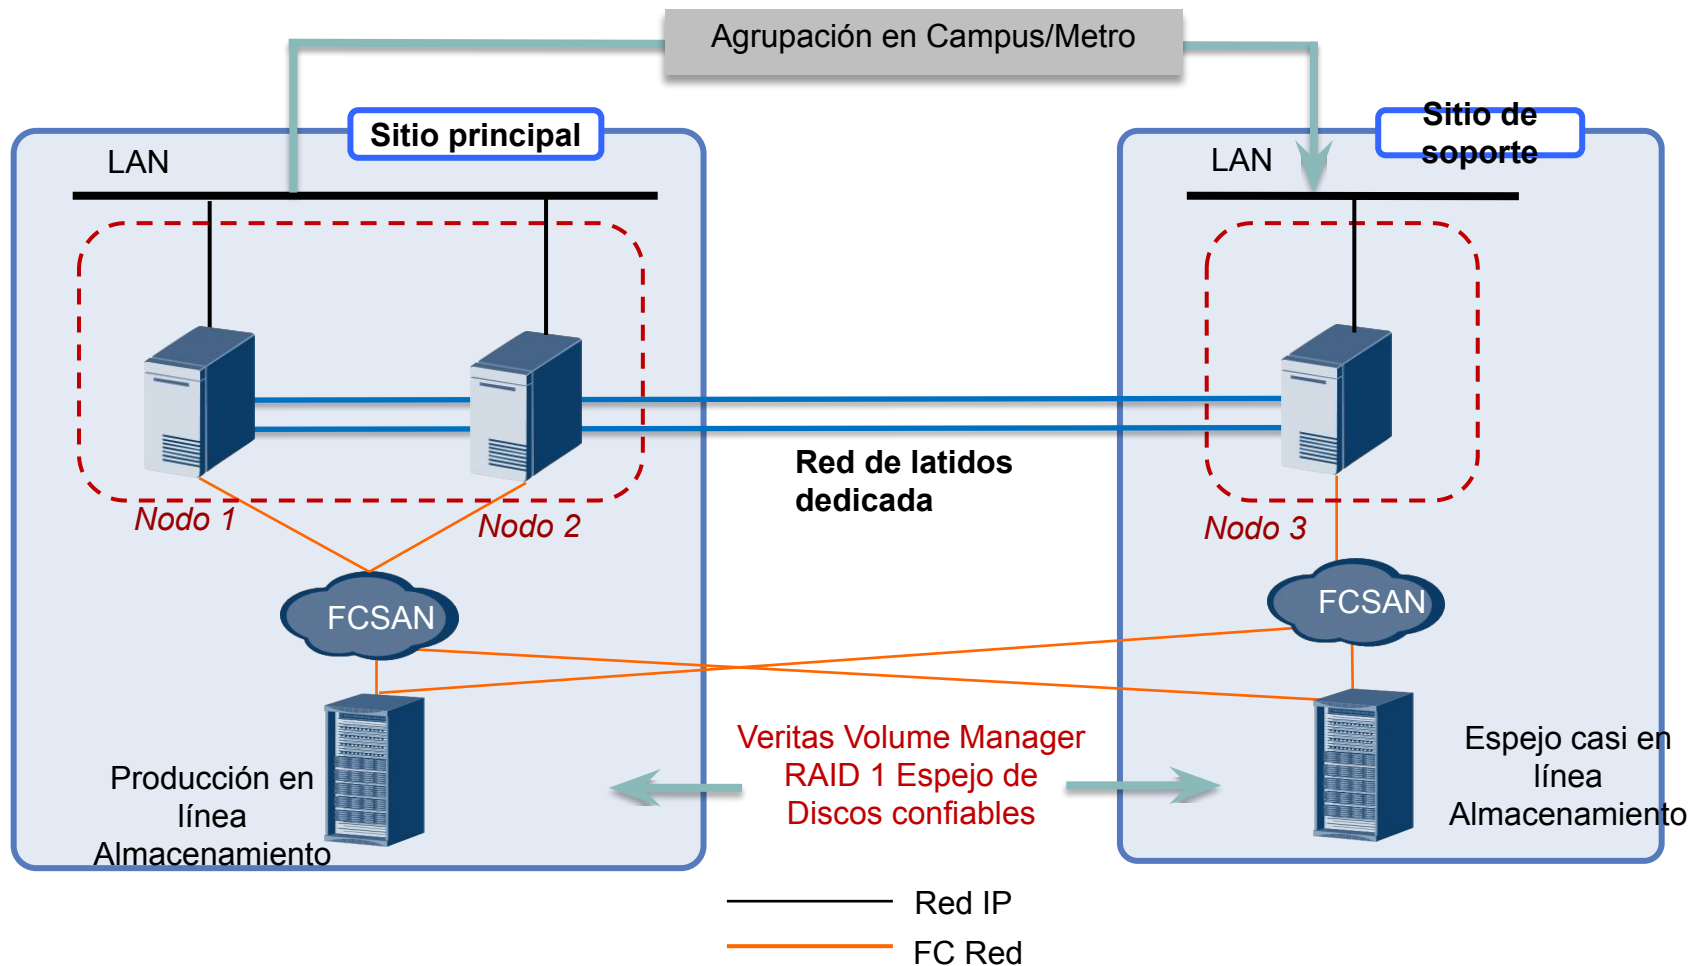 Agrupación en Campus/Metro
Sitio principal
Sitio de
soporte
LAN
LAN
Red de latidos
dedicada
Nodo 1
Nodo 2
Nodo 3
FCSAN
FCSAN
Veritas Volume Manager
RAID 1 Espejo de
Discos confiables
Producción en
línea
Almacenamiento
Espejo casi en
línea
Almacenamiento
Red IP
FC Red